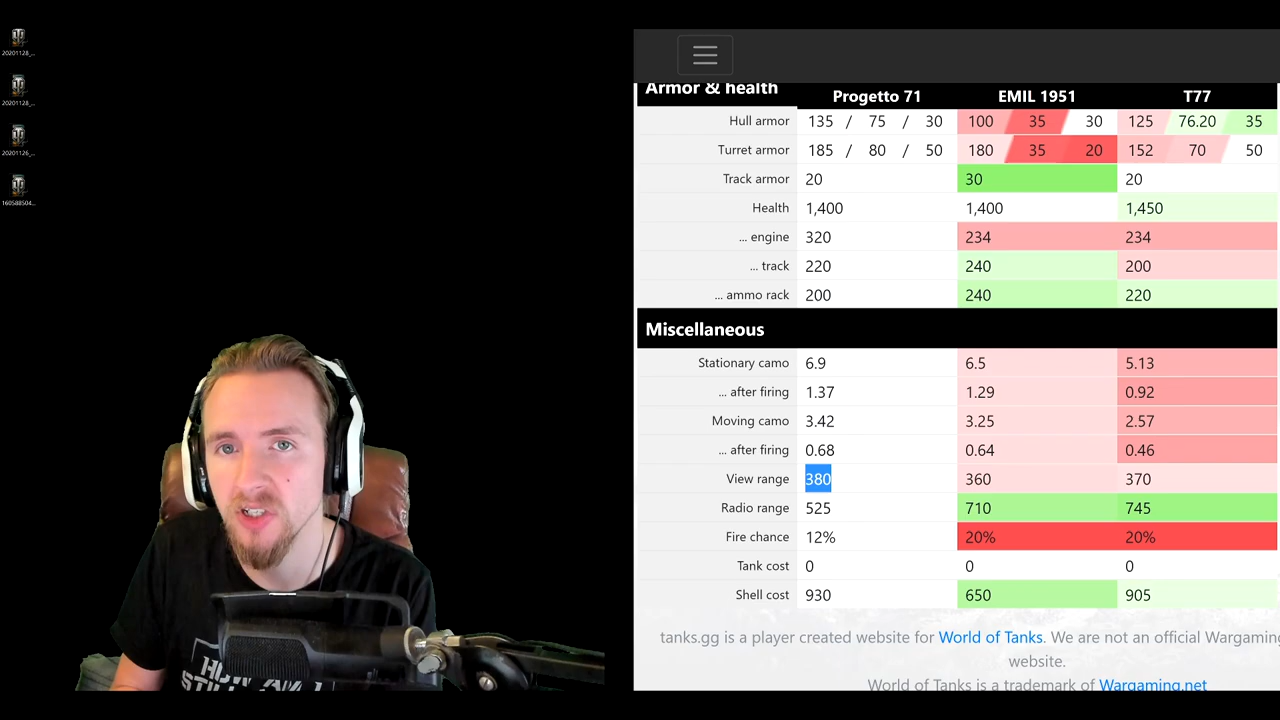 20201128_...
20201128_...
20201126_...
160588504...
Armor & health Progetto 71 EMIL 1951 T77
Hull armor 135 / 75 / 30 100 35 30 125 76.20 35
Turret armor 185 / 80 / 50 180 35 20 152 70 50
Track armor 20 30 20
Health 1,400 1,400 1,450
... engine 320 234 234
... track 220 240 200
... ammo rack 200 240 220
Miscellaneous
Stationary camo 6.9 6.5 5.13
... after firing 1.37 1.29 0.92
Moving camo 3.42 3.25 2.57
... after firing 0.68 0.64 0.46
View range 380 360 370
Radio range 525 710 745
Fire chance 12% 20% 20%
Tank cost 0 0 0
Shell cost 930 650 905
tanks.gg is a player created website for World of Tanks. We are not an official Wargaming
website.
World of Tanks is a trademark of Wargaming.net